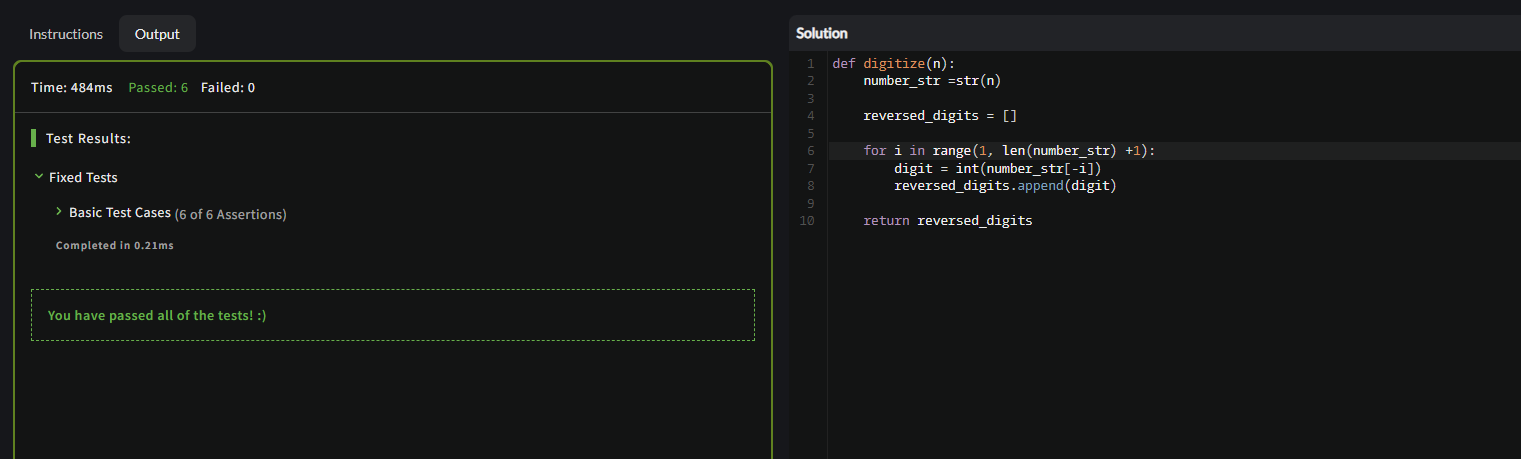 Instructions
Output
Time: 484ms Passed: 6 Failed: 0
Test Results:
Fixed Tests
Basic Test Cases (6 of 6 Assertions)
Completed in 0.21ms
You have passed all of the tests! :)
Solution
1 def digitize(n):
2     number_str =str(n)
3
4     reversed_digits = []
5
6     for i in range(1, len(number_str) +1):
7         digit = int(number_str[-i])
8         reversed_digits.append(digit)
9
10     return reversed_digits